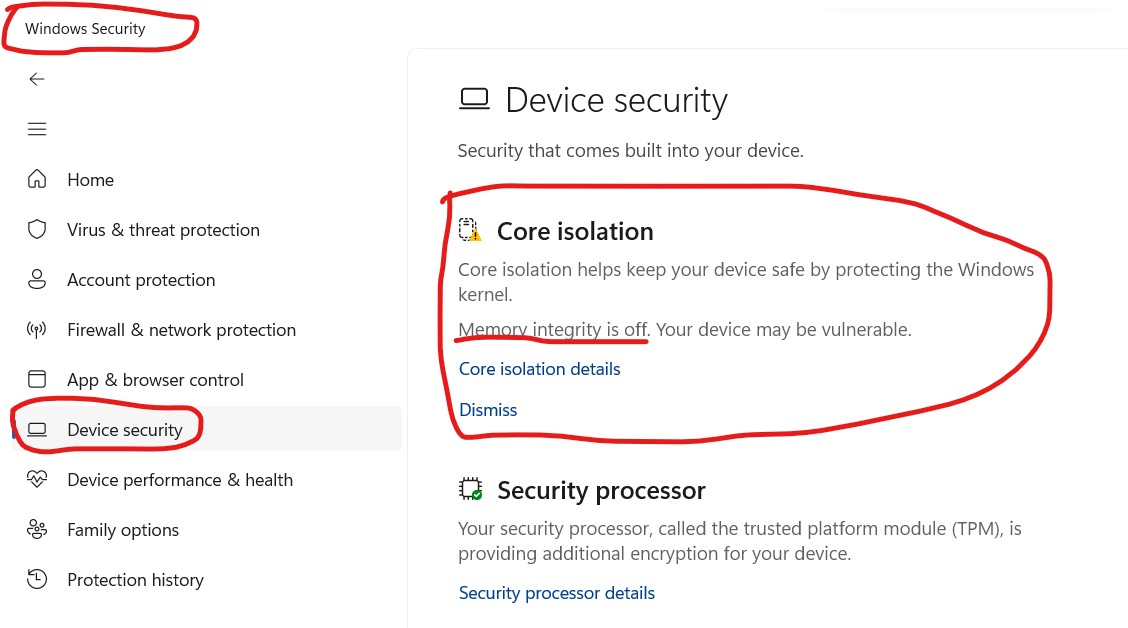 Windows Security
Home
Virus & threat protection
Account protection
Firewall & network protection
App & browser control
Device security
Device performance & health
Family options
Protection history
Device security
Security that comes built into your device.
Core isolation
Core isolation helps keep your device safe by protecting the Windows
kernel.
Memory integrity is off. Your device may be vulnerable.
Core isolation details
Dismiss
Security processor
Your security processor, called the trusted platform module (TPM), is
providing additional encryption for your device.
Security processor details